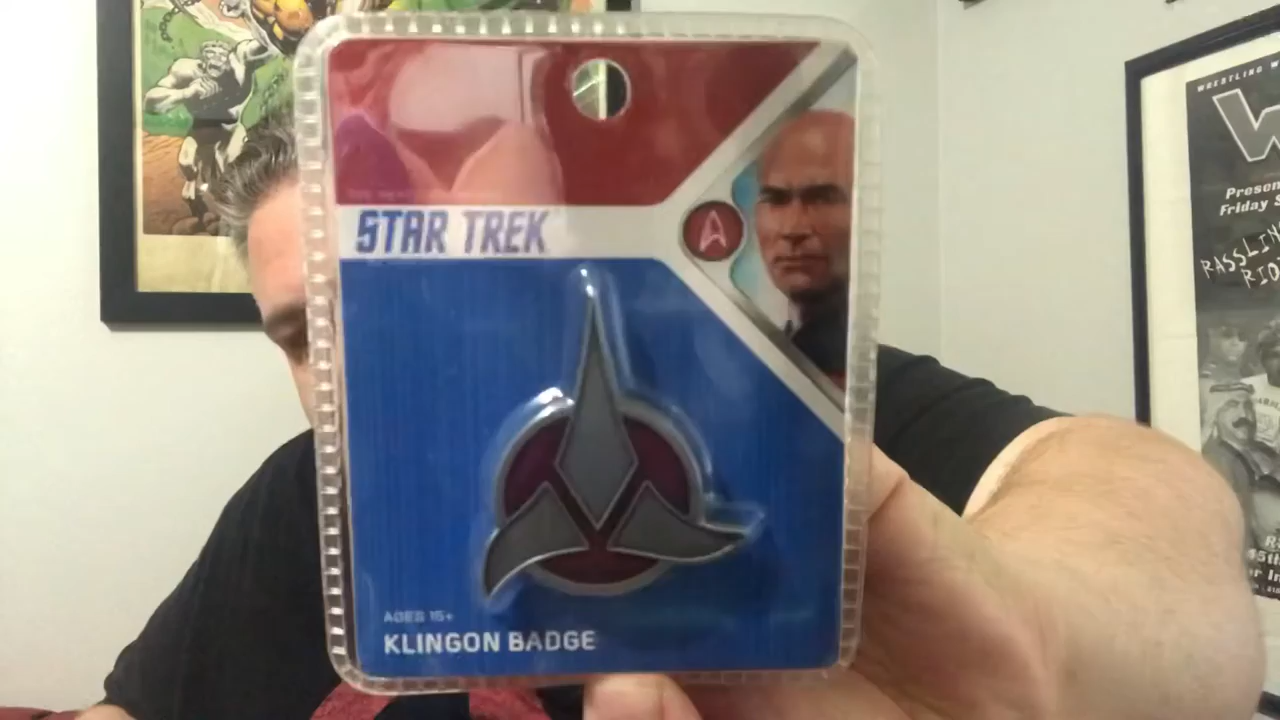 STAR TREK
AGES 15+
KLINGON BADGE
WRESTLING W
Presen
Friday S
RASSLIN
RIO